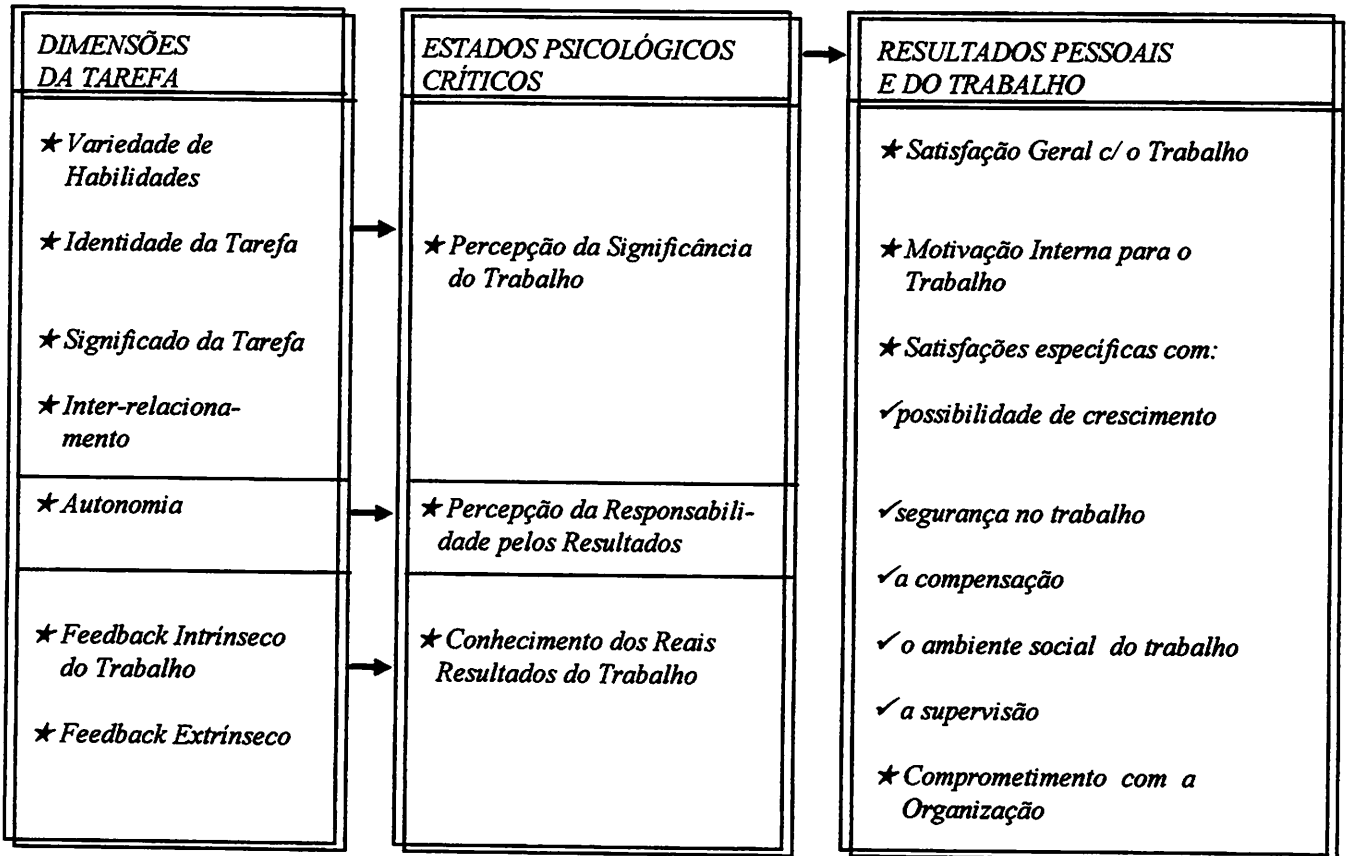 DIMENSÕES
DA TAREFA
★ Variedade de
Habilidades
★ Identidade da Tarefa
★ Significado da Tarefa
★ Inter-relaciona-
mento
★ Autonomia
★ Feedback Intrínseco
do Trabalho
★ Feedback Extrínseco
ESTADOS PSICOLÓGICOS
CRÍTICOS
★ Percepção da Significância
do Trabalho
★ Percepção da Responsabili-
dade pelos Resultados
★ Conhecimento dos Reais
Resultados do Trabalho
RESULTADOS PESSOAIS
E DO TRABALHO
★ Satisfação Geral c/ o Trabalho
★ Motivação Interna para o
Trabalho
★ Satisfações específicas com:
✓possibilidade de crescimento
✓segurança no trabalho
✓a compensação
✓o ambiente social do trabalho
✓a supervisão
★ Comprometimento com a
Organização